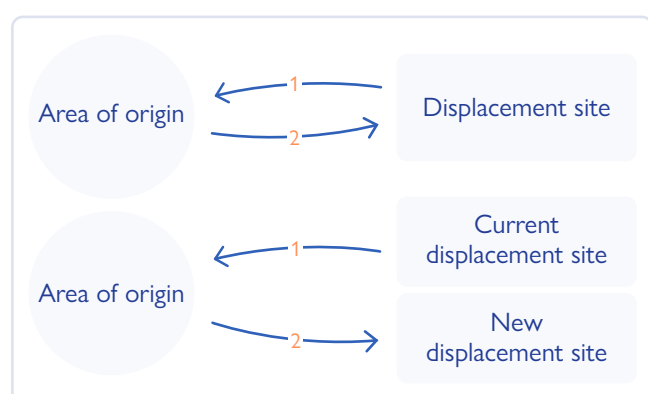 Area of origin
1
2
Displacement site
Area of origin
1
2
Current
displacement site
New
displacement site